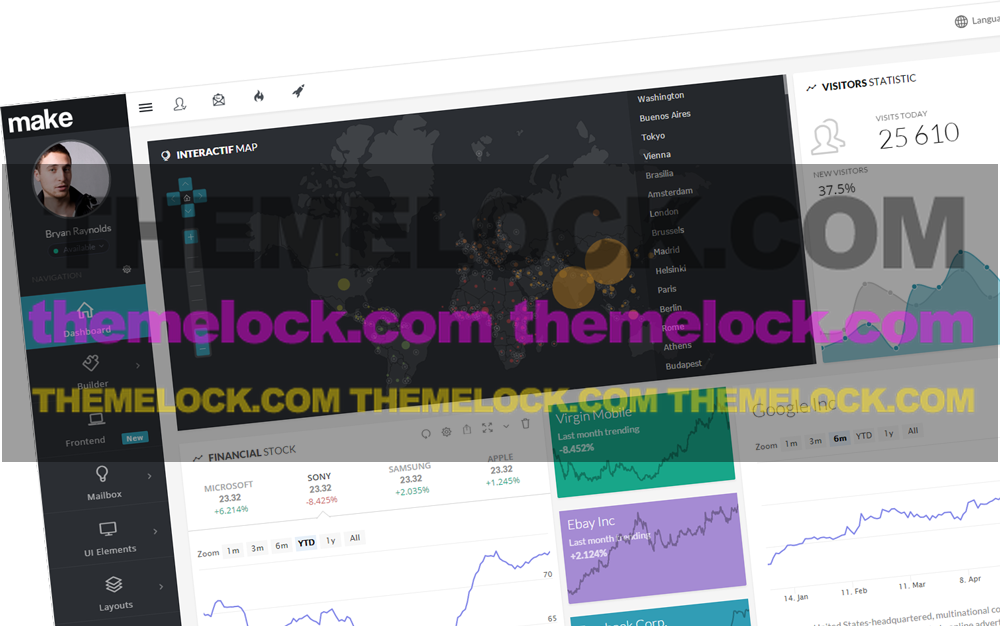 Langua
make
INTERACTIF MAP
Washington
Buenos Aires
Tokyo
Vienna
Brasilia
Amsterdam
London
Brussels
Madrid
Helsinki
Paris
Berlin
Rome
Athens
Budapest
VISITORS STATISTIC
VISITS TODAY
25 610
NEW VISITORS
37.5%
Bryan Raynolds
Available
NAVIGATION
Dashboard
Builder
Frontend New
Mailbox
UI Elements
Layouts
THEMELOCK.COM
themelock.com themelock.com
THEMELOCK.COM THEMELOCK.COM THEMELOCK.COM
FINANCIAL STOCK
MICROSOFT
23.32
+6.214%
SONY
23.32
-8.425%
SAMSUNG
23.32
+2.035%
APPLE
23.32
+1.245%
Zoom 1m 3m 6m YTD 1y All
70
65
Virgin Mobile
Last month trending
-8.452%
Ebay Inc
Last month trending
+2.124%
book Corp.
Google Inc
Zoom 1m 3m 6m YTD 1y All
14. Jan 11. Feb 11. Mar 8. Apr
United States-headquartered, multinational co